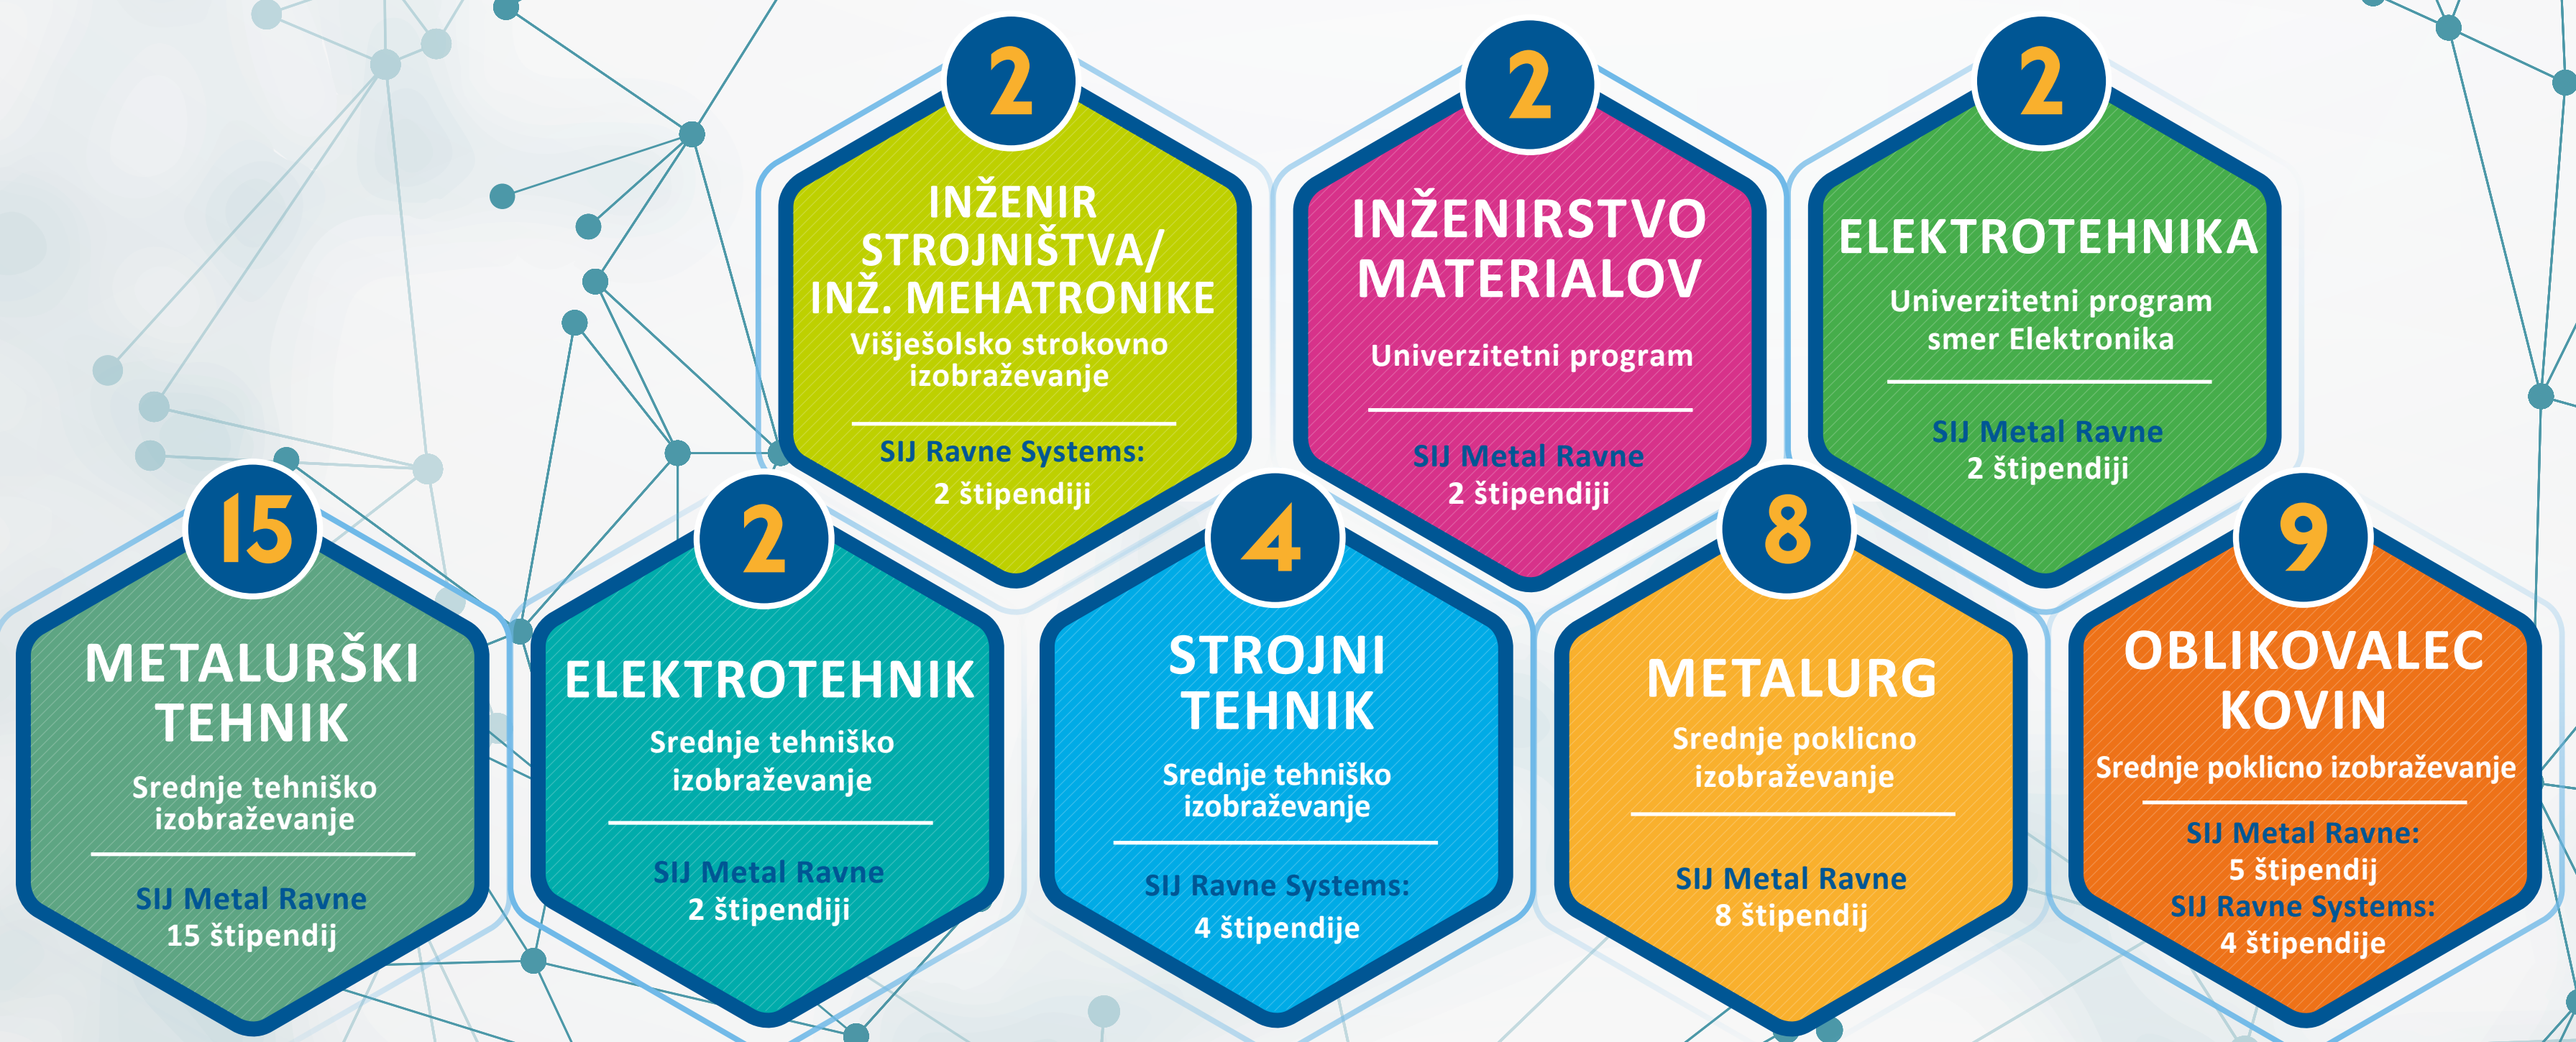 2
INŽENIR
STROJNIŠTVA/
INŽ. MEHATRONIKE
Višješolsko strokovno
izobraževanje
SIJ Ravne Systems:
2 štipendiji
2
INŽENIRSTVO
MATERIALOV
Univerzitetni program
SIJ Metal Ravne
2 štipendiji
2
ELEKTROTEHNIKA
Univerzitetni program
smer Elektronika
SIJ Metal Ravne
2 štipendiji
15
METALURŠKI
TEHNIK
Srednje tehniško
izobraževanje
SIJ Metal Ravne
15 štipendij
2
ELEKTROTEHNIK
Srednje tehniško
izobraževanje
SIJ Metal Ravne
2 štipendiji
4
STROJNI
TEHNIK
Srednje tehniško
izobraževanje
SIJ Ravne Systems:
4 štipendije
8
METALURG
Srednje poklicno
izobraževanje
SIJ Metal Ravne
8 štipendij
9
OBLIKOVALEC
KOVIN
Srednje poklicno izobraževanje
SIJ Metal Ravne:
5 štipendij
SIJ Ravne Systems:
4 štipendije